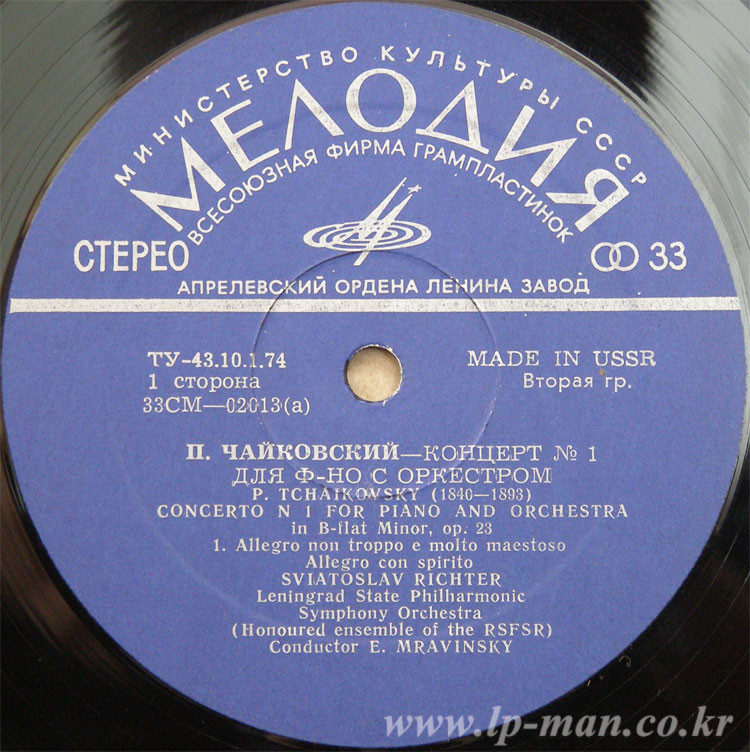 МИНИСТЕРСТВО КУЛЬТУРЫ СССР
МЕЛОДИЯ
ВСЕСОЮЗНАЯ ФИРМА ГРАМПЛАСТИНОК
СТЕРЕО
33
АПРЕЛЕВСКИЙ ОРДЕНА ЛЕНИНА ЗАВОД
ТУ-43.10.1.74
MADE IN USSR
1 сторона
Вторая гр.
33СМ—02013(а)
П. ЧАЙКОВСКИЙ—КОНЦЕРТ № 1
ДЛЯ Ф-НО С ОРКЕСТРОМ
P. TCHAIKOVSKY (1840—1893)
CONCERTO N 1 FOR PIANO AND ORCHESTRA
in B-flat Minor, op. 23
1. Allegro non troppo e molto maestoso
Allegro con spirito
SVIATOSLAV RICHTER
Leningrad State Philharmonic
Symphony Orchestra
(Honoured ensemble of the RSFSR)
Conductor E. MRAVINSKY
www.lp-man.co.kr